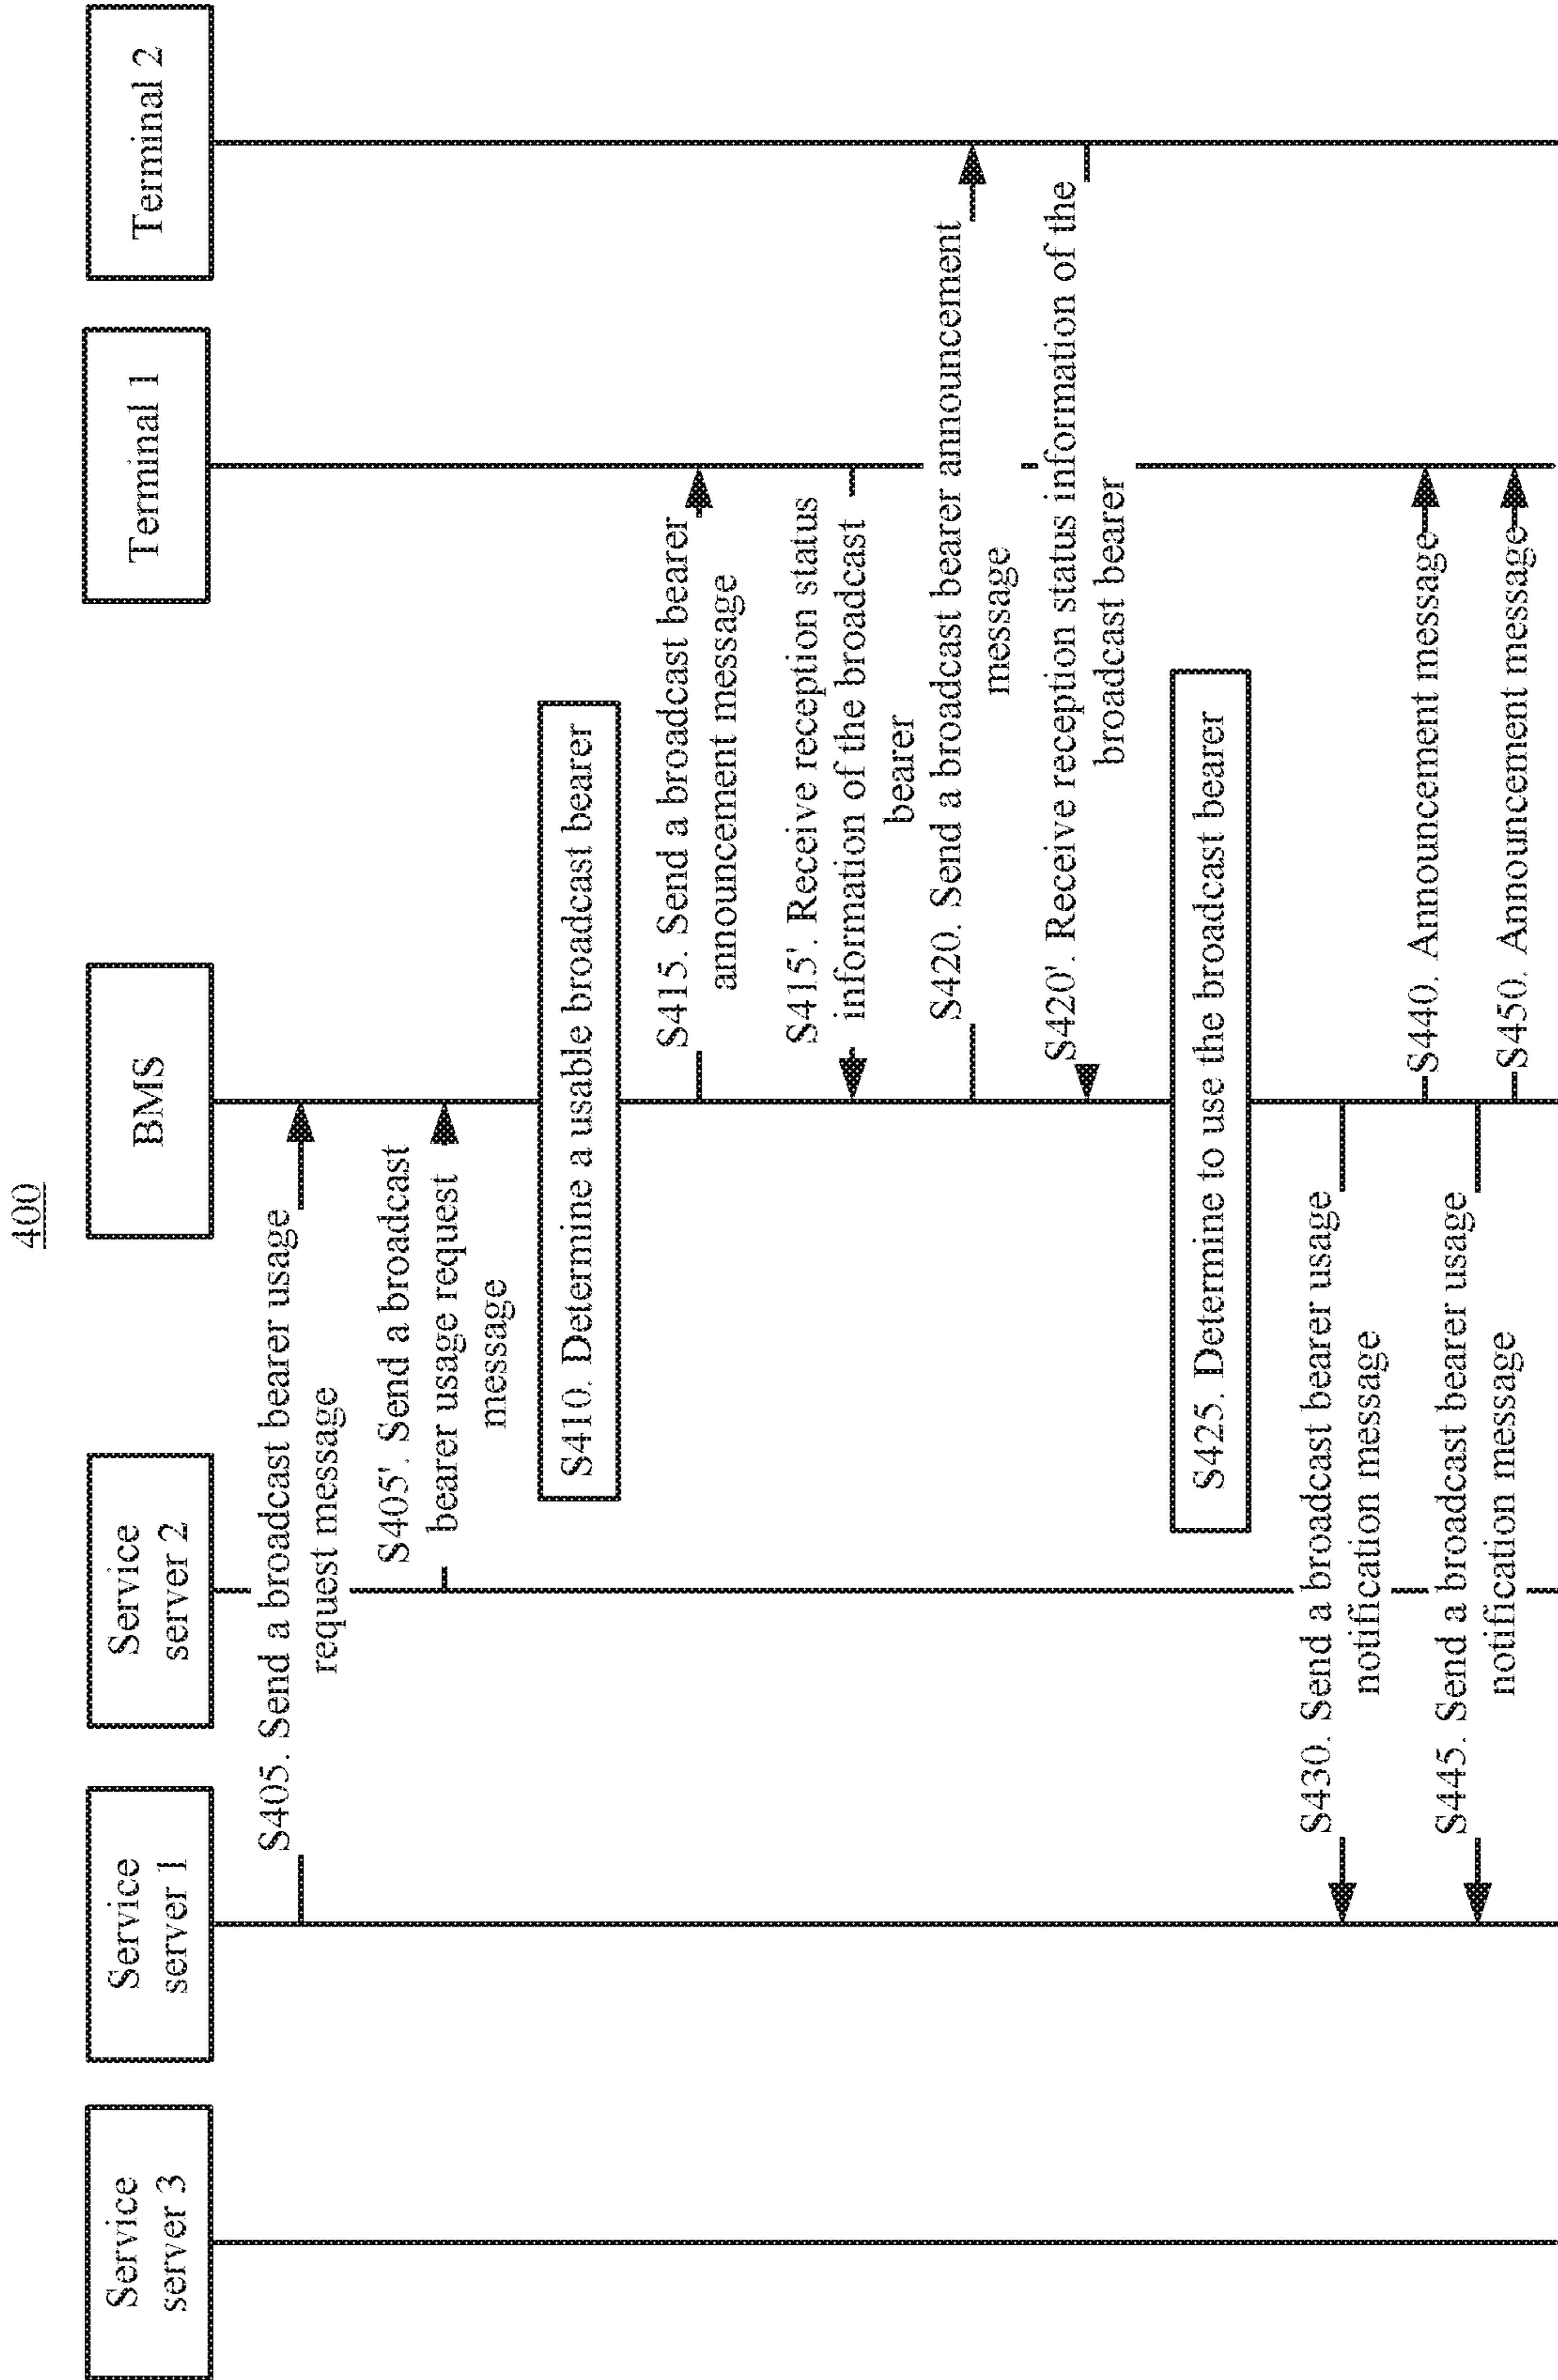 400
Service
server 3
Service
server 1
Service
server 2
BMS
Terminal 1
Terminal 2
S405. Send a broadcast bearer usage
request message
S405'. Send a broadcast
bearer usage request
message
S410. Determine a usable broadcast bearer
S415. Send a broadcast bearer
announcement message
S415'. Receive reception status
information of the broadcast
bearer
S420. Send a broadcast bearer announcement
message
S420'. Receive reception status information of the
broadcast bearer
S425. Determine to use the broadcast bearer
S430. Send a broadcast bearer usage
notification message
S440. Announcement message
S445. Send a broadcast bearer usage
notification message
S450. Announcement message